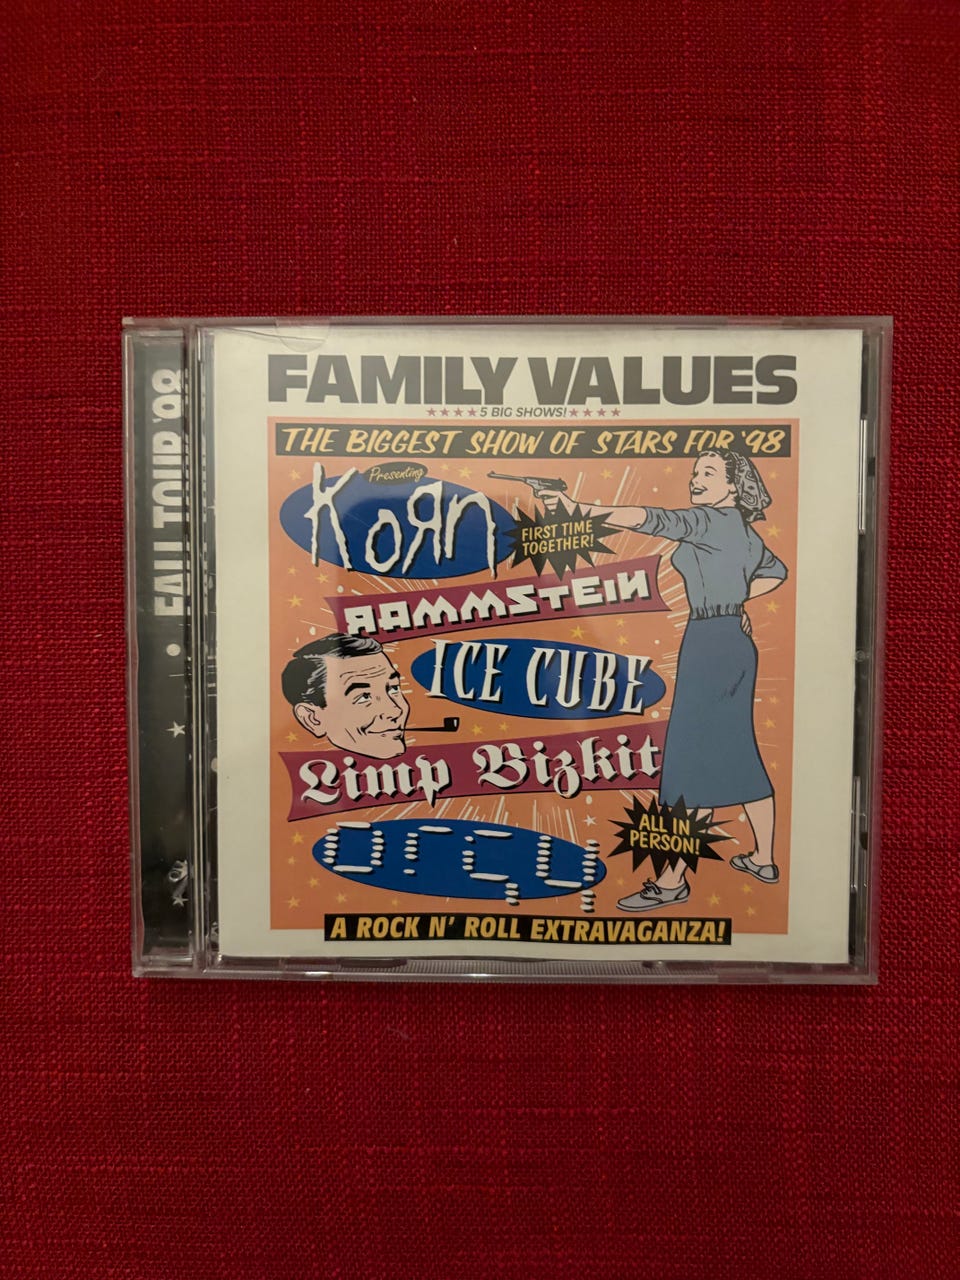 FAMILY VALUES
★★★★5 BIG SHOWS!★★★★
THE BIGGEST SHOW OF STARS FOR '98
Presenting
KoЯn
FIRST TIME
TOGETHER!
RAMMSTEIN
ICE CUBE
Limp Bizkit
orgy
ALL IN
PERSON!
A ROCK N' ROLL EXTRAVAGANZA!
FALL TOUR '98